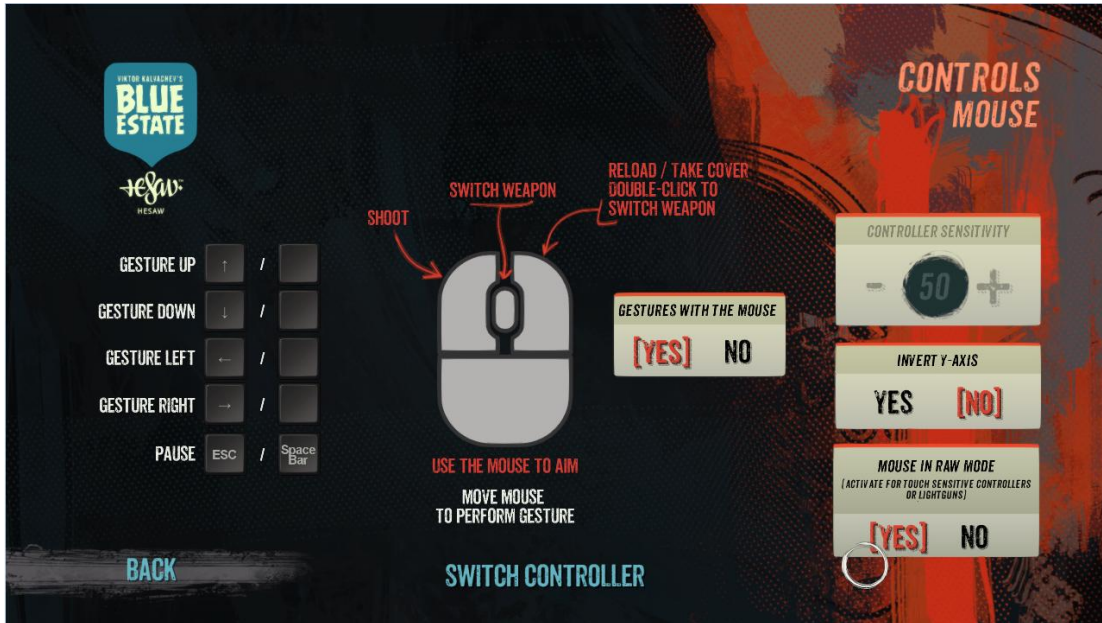 VIKTOR KALVACHEV'S
BLUE
ESTATE
HESAW
HESAW
CONTROLS
MOUSE
SWITCH WEAPON
RELOAD / TAKE COVER
DOUBLE-CLICK TO
SWITCH WEAPON
SHOOT
GESTURE UP ↑ /
GESTURE DOWN ↓ /
GESTURE LEFT ← /
GESTURE RIGHT → /
PAUSE ESC / Space
Bar
GESTURES WITH THE MOUSE
[YES] NO
CONTROLLER SENSITIVITY
- 50 +
INVERT Y-AXIS
YES [NO]
MOUSE IN RAW MODE
(ACTIVATE FOR TOUCH SENSITIVE CONTROLLERS
OR LIGHTGUNS)
[YES] NO
USE THE MOUSE TO AIM
MOVE MOUSE
TO PERFORM GESTURE
BACK
SWITCH CONTROLLER